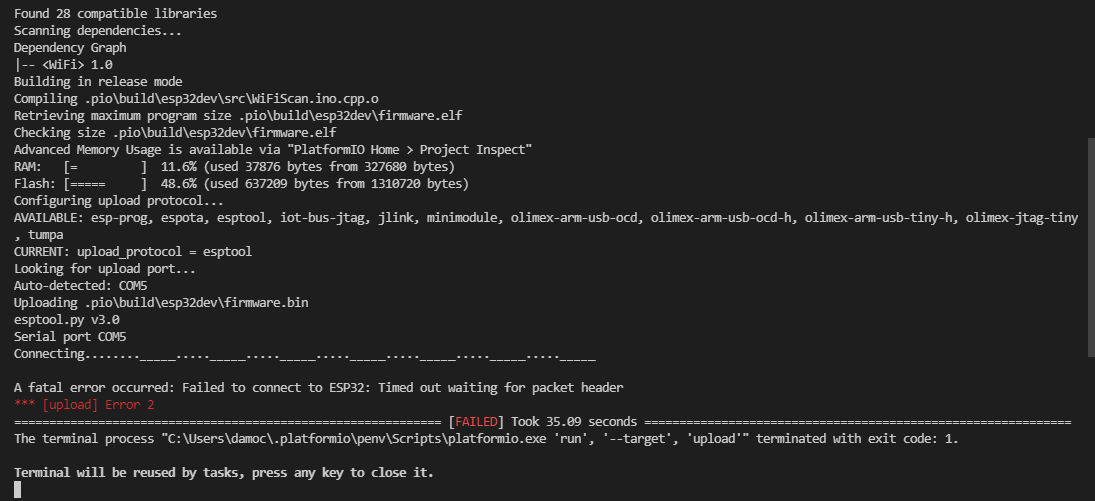 Found 28 compatible libraries
Scanning dependencies...
Dependency Graph
|-- <WiFi> 1.0
Building in release mode
Compiling .pio\build\esp32dev\src\WiFiScan.ino.cpp.o
Retrieving maximum program size .pio\build\esp32dev\firmware.elf
Checking size .pio\build\esp32dev\firmware.elf
Advanced Memory Usage is available via "PlatformIO Home > Project Inspect"
RAM:   [=         ]  11.6% (used 37876 bytes from 327680 bytes)
Flash: [=====     ]  48.6% (used 637209 bytes from 1310720 bytes)
Configuring upload protocol...
AVAILABLE: esp-prog, espota, esptool, iot-bus-jtag, jlink, minimodule, olimex-arm-usb-ocd, olimex-arm-usb-ocd-h, olimex-arm-usb-tiny-h, olimex-jtag-tiny
, tumpa
CURRENT: upload_protocol = esptool
Looking for upload port...
Auto-detected: COM5
Uploading .pio\build\esp32dev\firmware.bin
esptool.py v3.0
Serial port COM5
Connecting........_____....._____....._____....._____....._____....._____....._____

A fatal error occurred: Failed to connect to ESP32: Timed out waiting for packet header
*** [upload] Error 2
============================================================= [FAILED] Took 35.09 seconds =============================================================
The terminal process "C:\Users\damoc\.platformio\penv\Scripts\platformio.exe 'run', '--target', 'upload'" terminated with exit code: 1.

Terminal will be reused by tasks, press any key to close it.